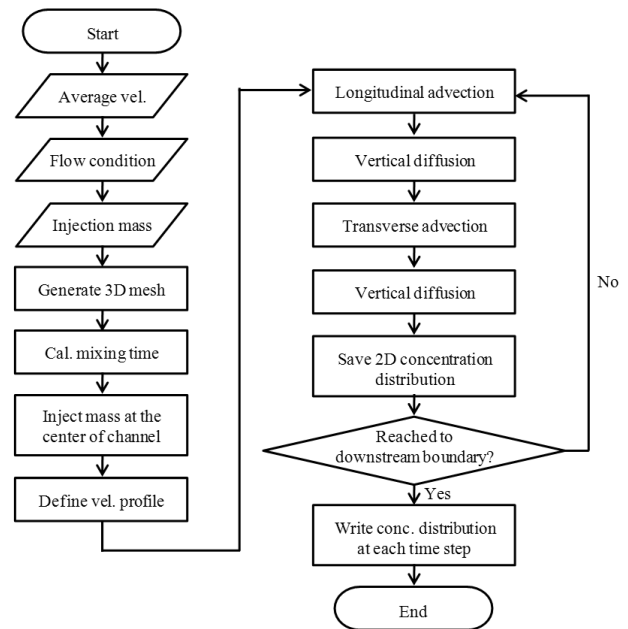 Start
Average vel.
Flow condition
Injection mass
Generate 3D mesh
Cal. mixing time
Inject mass at the
center of channel
Define vel. profile
Longitudinal advection
Vertical diffusion
Transverse advection
Vertical diffusion
Save 2D concentration
distribution
Reached to
downstream boundary?
No
Yes
Write conc. distribution
at each time step
End